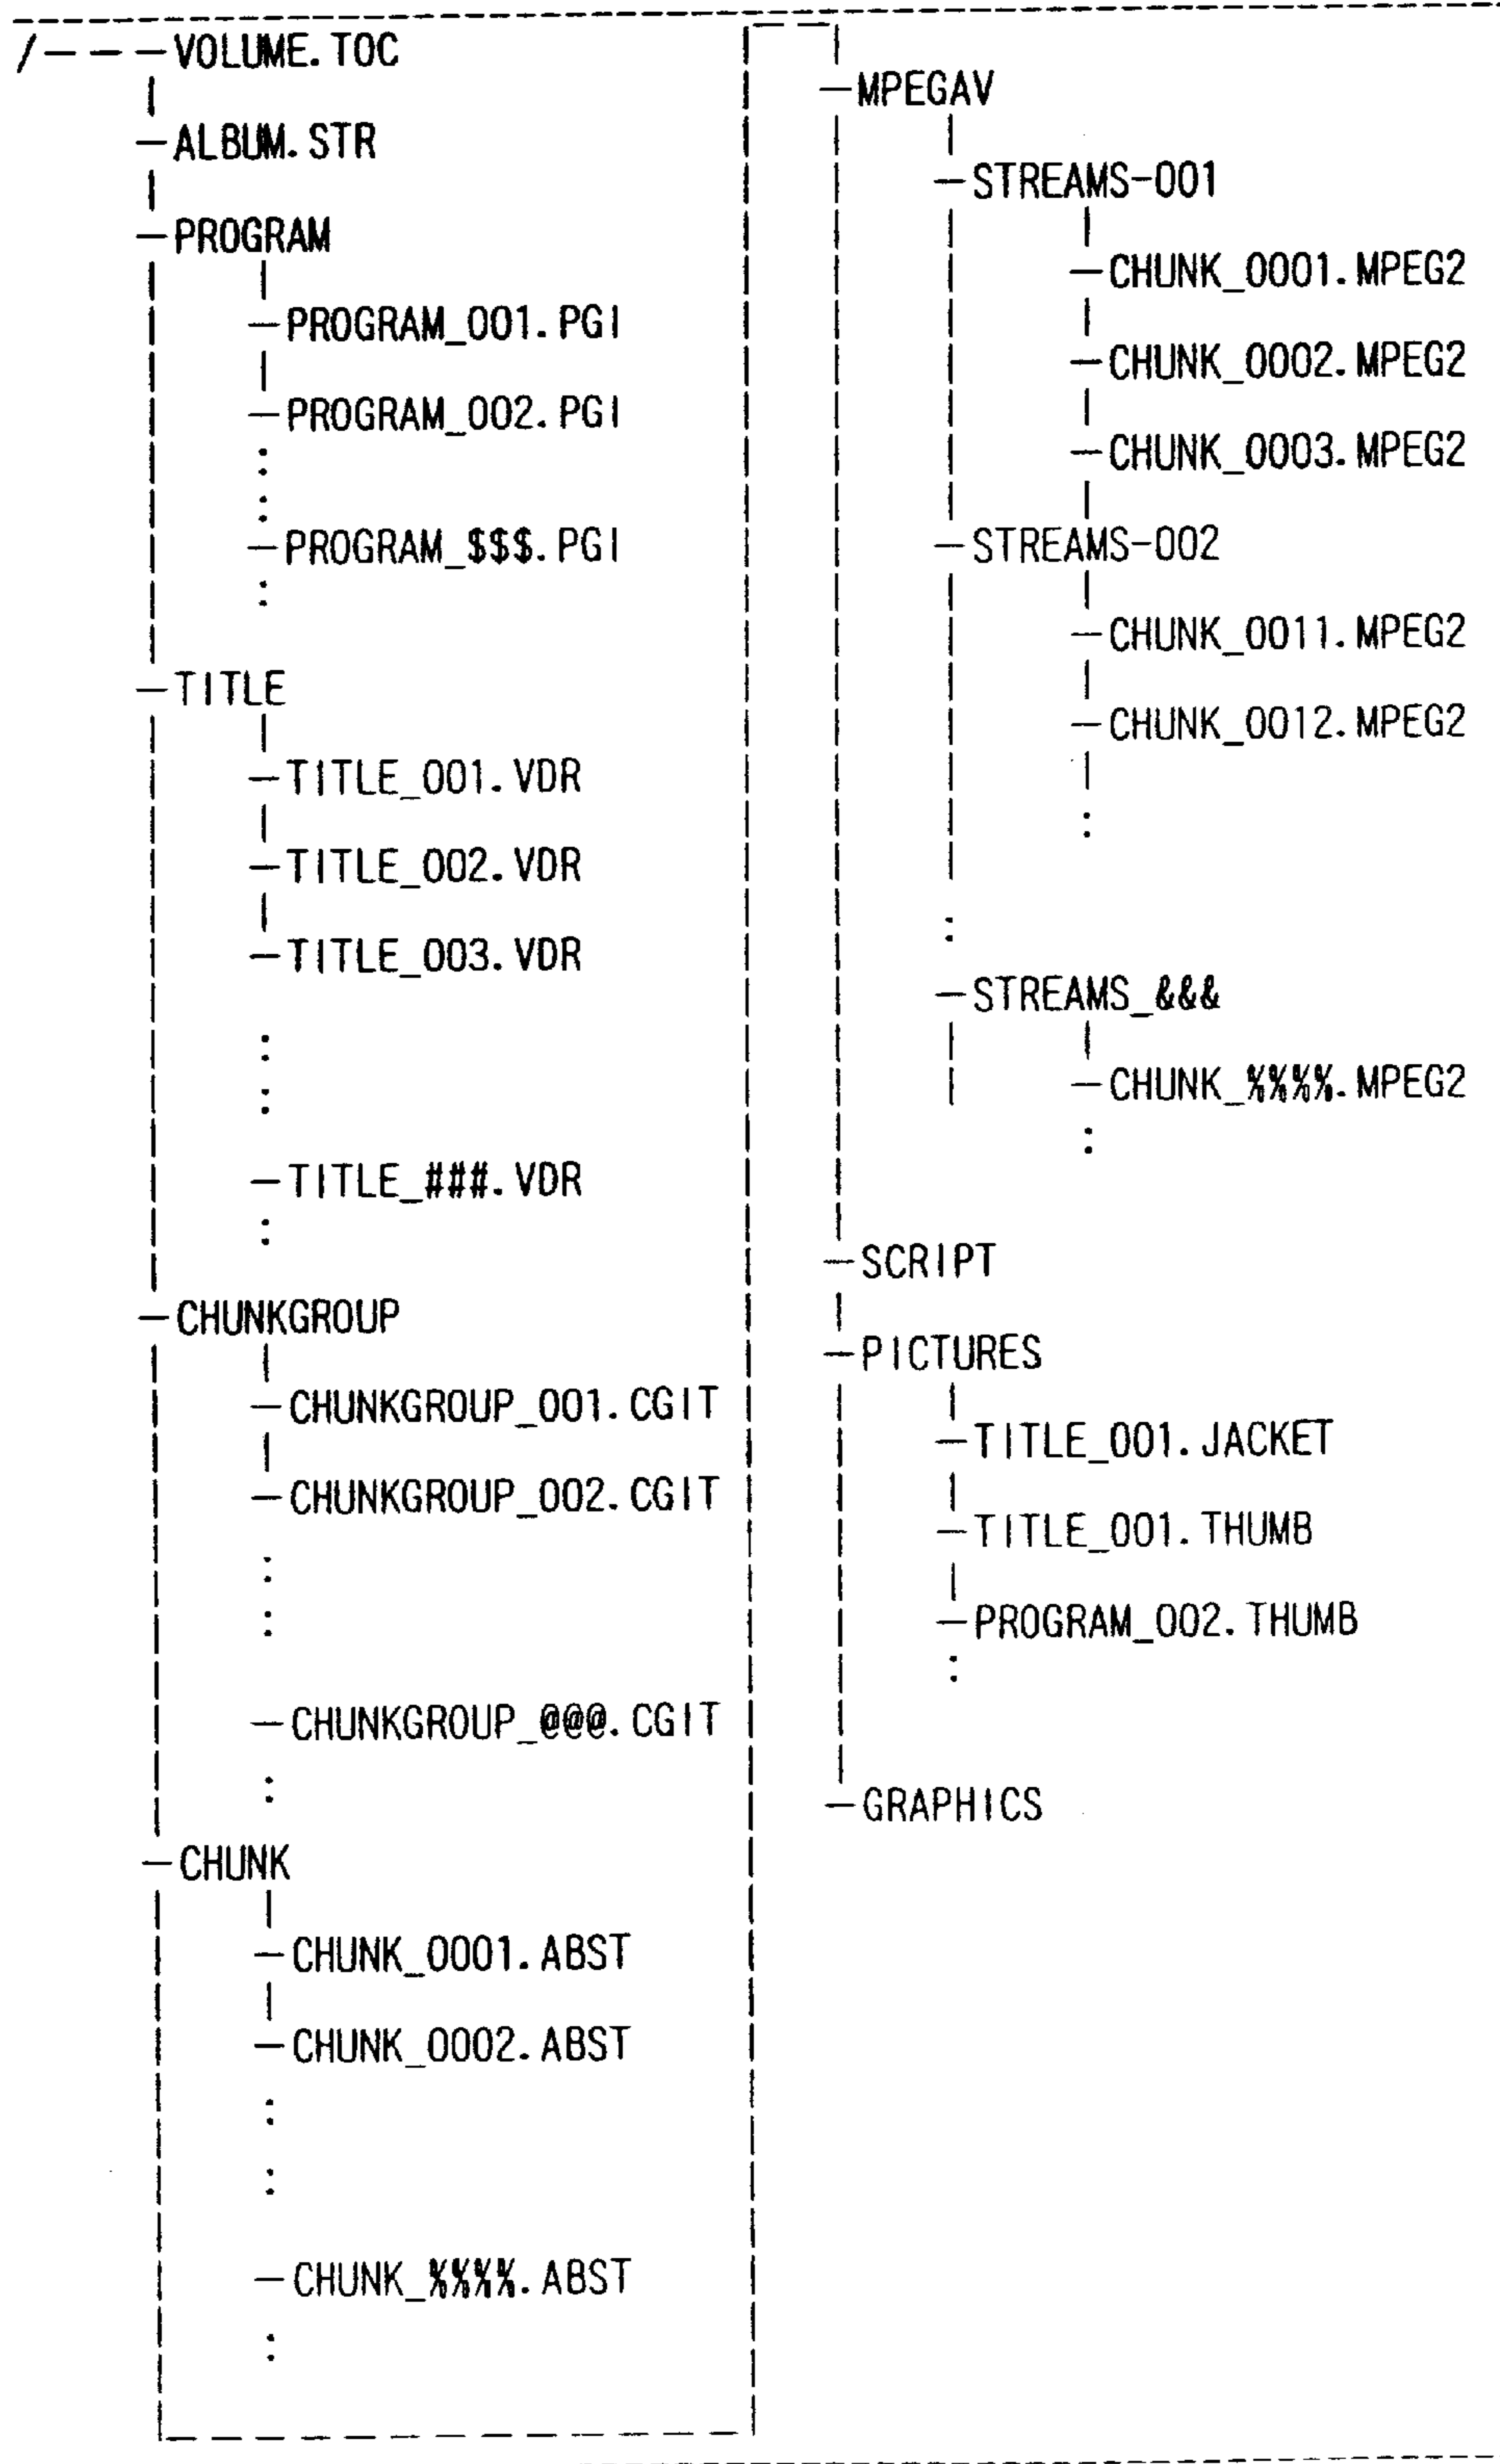 /---VOLUME.TOC
ALBUM.STR
PROGRAM
PROGRAM_001.PGI
PROGRAM_002.PGI
PROGRAM_$$$.PGI
TITLE
TITLE_001.VDR
TITLE_002.VDR
TITLE_003.VDR
TITLE_###.VDR
CHUNKGROUP
CHUNKGROUP_001.CGIT
CHUNKGROUP_002.CGIT
CHUNKGROUP_@@@.CGIT
CHUNK
CHUNK_0001.ABST
CHUNK_0002.ABST
CHUNK_%%%%.ABST
MPEGAV
STREAMS-001
CHUNK_0001.MPEG2
CHUNK_0002.MPEG2
CHUNK_0003.MPEG2
STREAMS-002
CHUNK_0011.MPEG2
CHUNK_0012.MPEG2
STREAMS_&&&
CHUNK_%%%%.MPEG2
SCRIPT
PICTURES
TITLE_001.JACKET
TITLE_001.THUMB
PROGRAM_002.THUMB
GRAPHICS